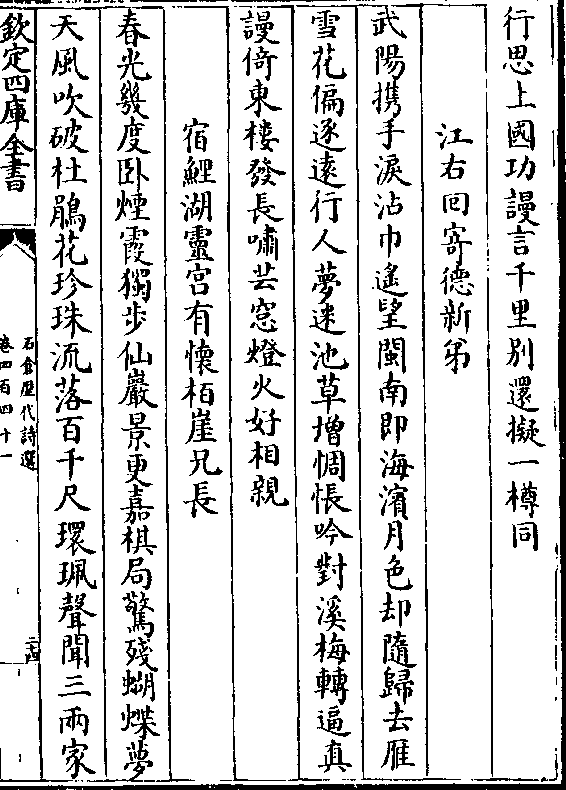 行思上國功謾言千里別還擬一樽同
江右回寄德新弟
武陽携手淚沾巾遙望閩南即海濱月色却隨歸去雁
雪花偏逐遠行人夢迷池草增惆悵吟對溪梅轉逼真
謾倚東樓發長嘯芸窓燈火好相親
宿鯉湖靈宫有懷栢崖兄長
春光幾度卧煙霞獨步仙巖景更嘉棋局驚殘蝴蝶夢
天風吹破杜鵑花珍珠流落百千尺環珮聲聞三兩家
欽定四庫全書
石倉歴代詩選
卷四百四十一